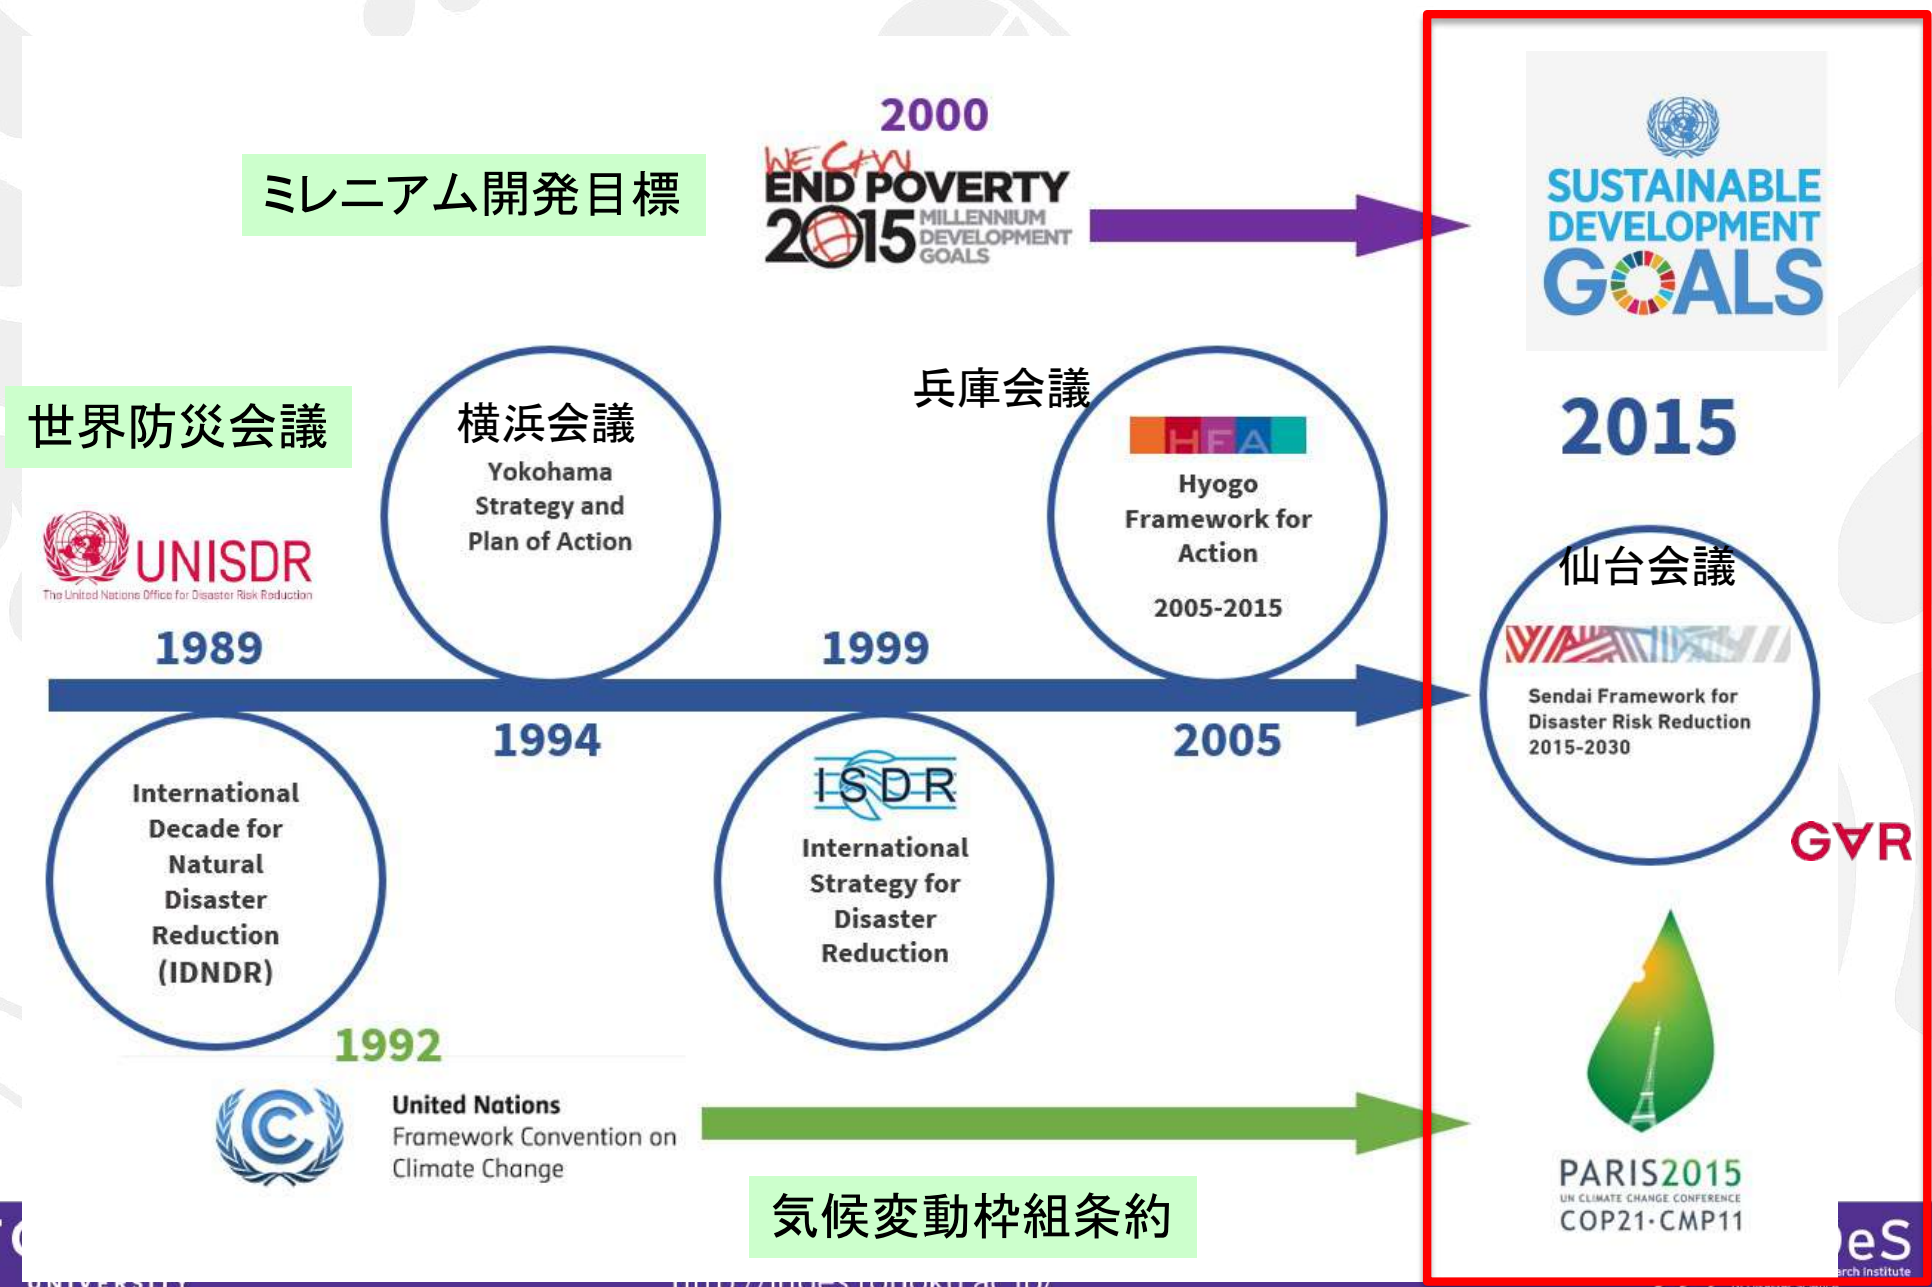 2000
ミレニアム開発目標
WE CAN
END POVERTY
2015
MILLENNIUM
DEVELOPMENT
GOALS
SUSTAINABLE
DEVELOPMENT
GOALS
2015
世界防災会議
UNISDR
The United Nations Office for Disaster Risk Reduction
横浜会議
Yokohama
Strategy and
Plan of Action
兵庫会議
HFA
Hyogo
Framework for
Action
2005-2015
仙台会議
Sendai Framework for
Disaster Risk Reduction
2015-2030
GAR
1989
1994
1999
2005
International
Decade for
Natural
Disaster
Reduction
(IDNDR)
ISDR
International
Strategy for
Disaster
Reduction
1992
United Nations
Framework Convention on
Climate Change
気候変動枠組条約
PARIS2015
UN CLIMATE CHANGE CONFERENCE
COP21·CMP11
eS
arch Institute